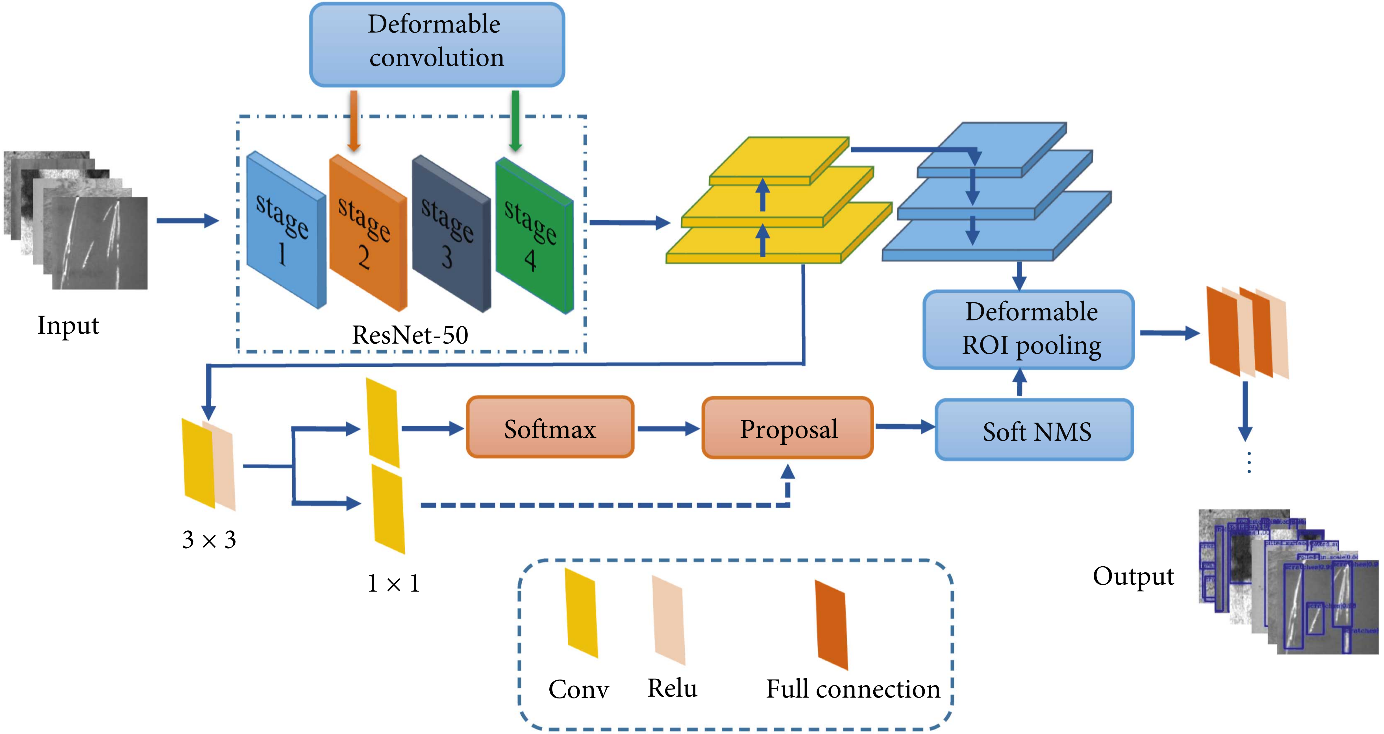 Deformable
convolution
stage
1
stage
2
stage
3
stage
4
ResNet-50
Input
Deformable
ROI pooling
Softmax
Proposal
Soft NMS
3 × 3
1 × 1
Output
Conv
Relu
Full connection